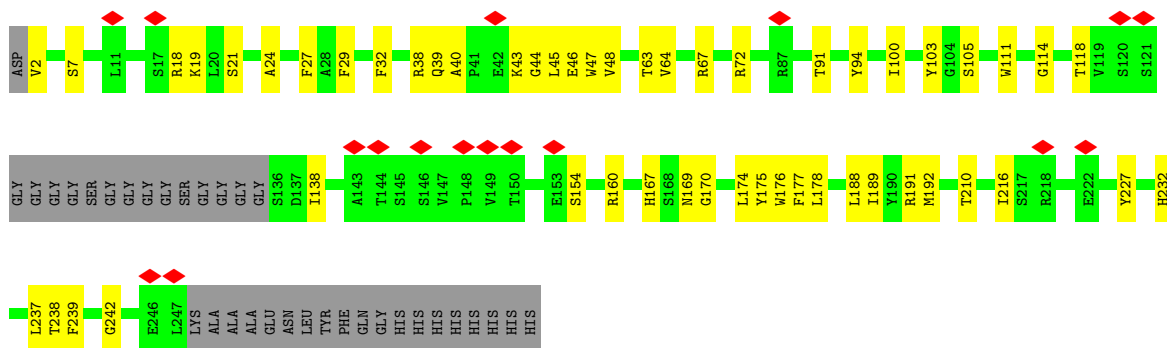 ASP V2 S7 L11 S17 R18 K19 L20 S21 A24 F27 A28 F29 F32 R38 Q39 A40 P41 E42 K43 G44 L45 E46 W47 V48 T63 V64 R67 R72 R87 T91 Y94 I100 Y103 G104 S105 W111 G114 T118 V119 S120 S121
GLY GLY GLY GLY SER GLY GLY GLY GLY SER GLY GLY GLY GLY S136 D137 I138 A143 T144 S145 S146 V147 P148 V149 T150 E153 S154 R160 H167 S168 N169 G170 L174 Y175 W176 F177 L178 L188 I189 Y190 R191 M192 T210 I216 S217 R218 E222 Y227 H232
L237 T238 F239 G242 E246 L247 LYS ALA ALA ALA GLU ASN LEU TYR PHE GLN GLY HIS HIS HIS HIS HIS HIS HIS HIS